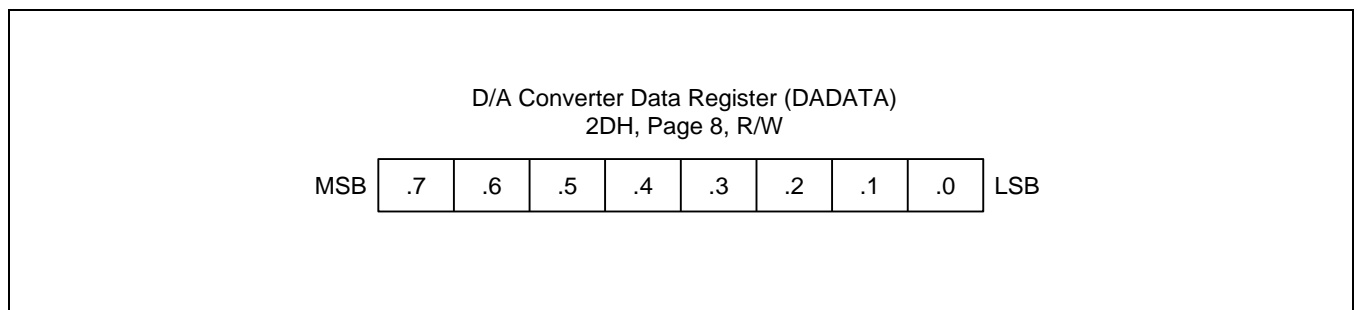 D/A Converter Data Register (DADATA)
2DH, Page 8, R/W
MSB .7 .6 .5 .4 .3 .2 .1 .0 LSB